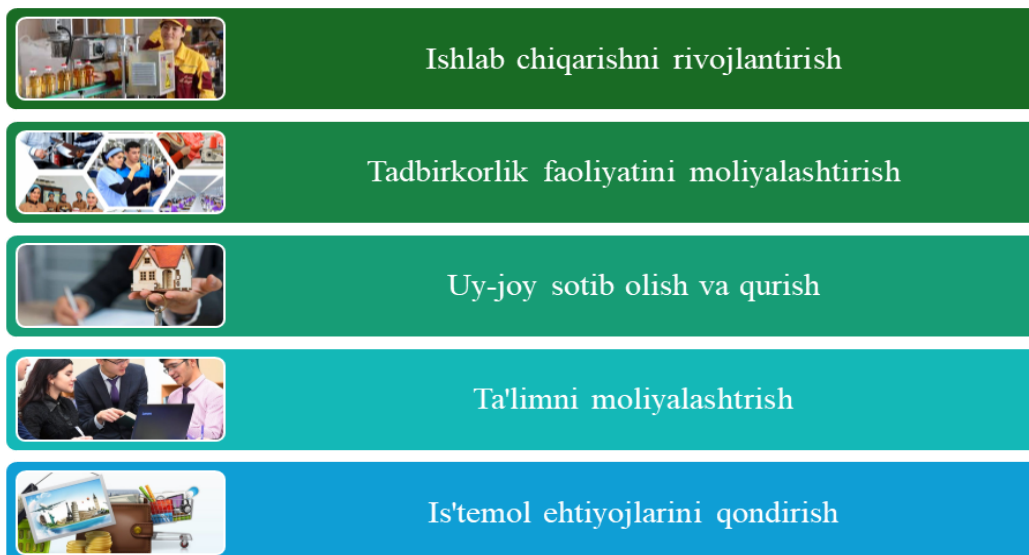 Ishlab chiqarishni rivojlantirish
Tadbirkorlik faoliyatini moliyalashtirish
Uy-joy sotib olish va qurish
Ta'limni moliyalashtrish
Is'temol ehtiyojlarini qondirish